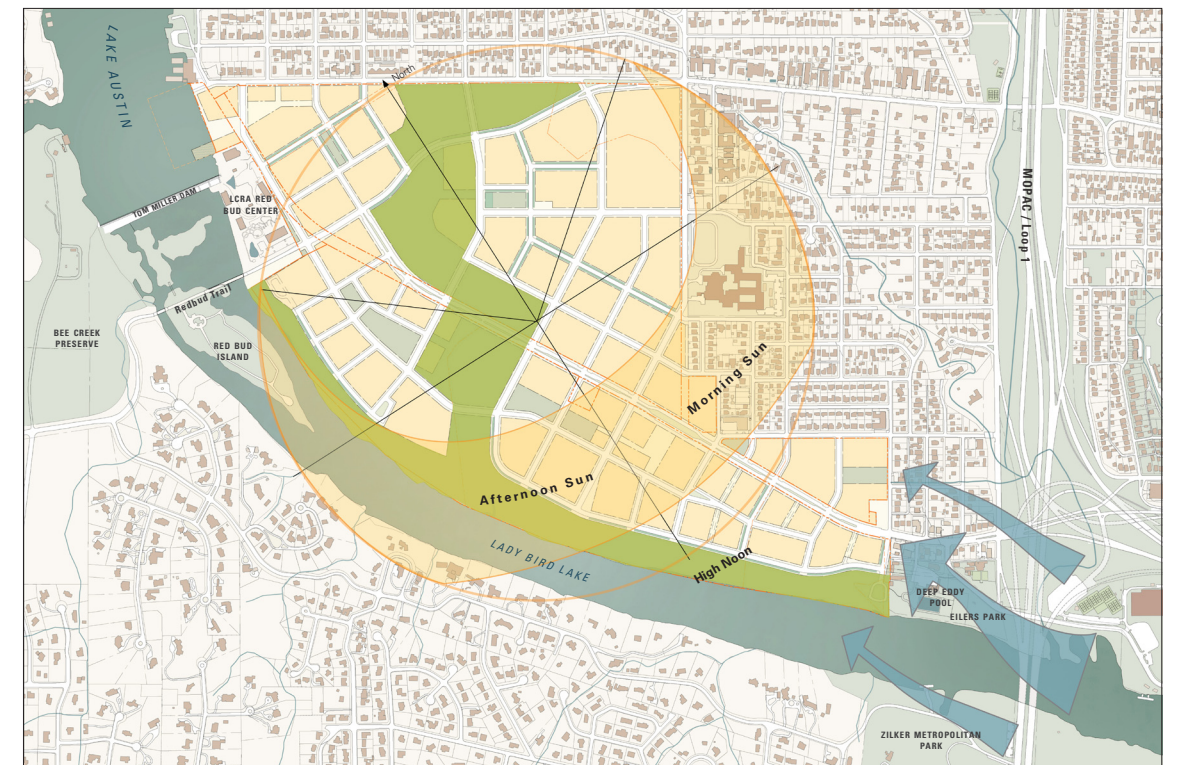 LAKE AUSTIN
North
TOM MILLER DAM
LCRA RED
BUD CENTER
MOPAC / Loop 1
Redbud Trail
BEE CREEK
PRESERVE
RED BUD
ISLAND
Morning Sun
Afternoon Sun
LADY BIRD LAKE
High Noon
DEEP EDDY
POOL
EILERS PARK
ZILKER METROPOLITAN
PARK